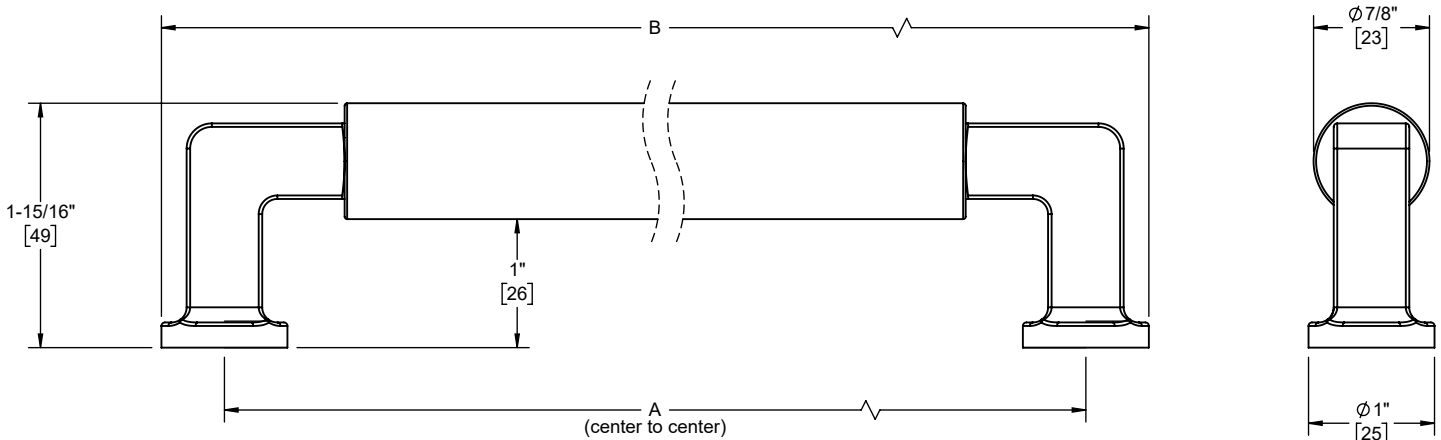 B
Ø7/8"
[23]
1-15/16"
[49]
1"
[26]
A
(center to center)
Ø1"
[25]